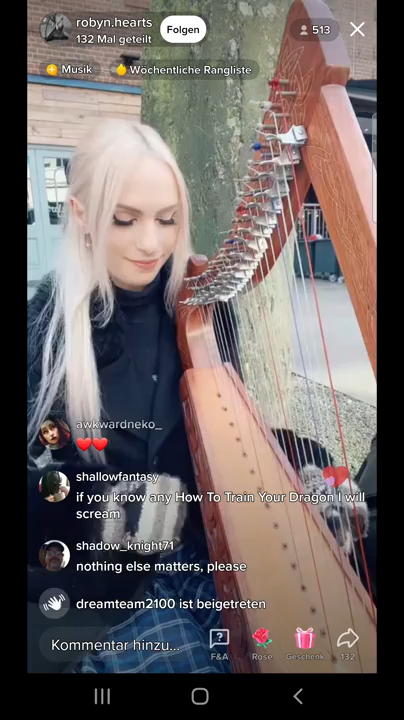 robyn.hearts
132 Mal geteilt
Folgen
513
Musik
Wöchentliche Rangliste
awkwardneko_
shallowfantasy
if you know any How To Train Your Dragon I will
scream
shadow_knight71
nothing else matters, please
dreamteam2100 ist beigetreten
Kommentar hinzu...
F&A
Rose
Geschenk
132